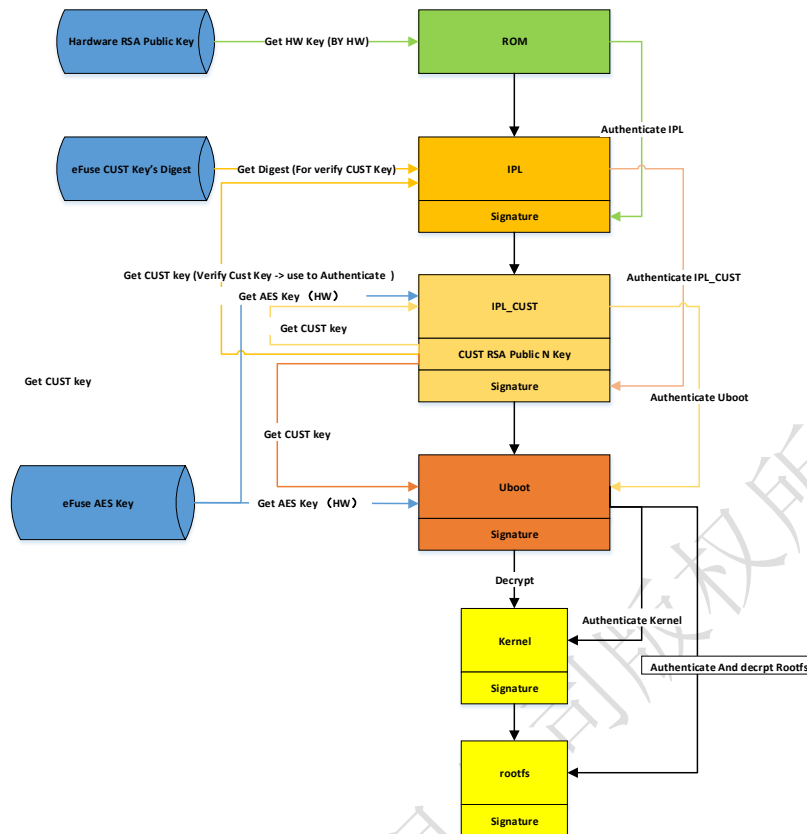 Hardware RSA Public Key
Get HW Key (BY HW)
ROM
Authenticate IPL
eFuse CUST Key's Digest
Get Digest (For verify CUST Key)
IPL
Signature
Get CUST key (Verify Cust Key -> use to Authenticate )
Authenticate IPL_CUST
Get AES Key （HW）
IPL_CUST
Get CUST key
CUST RSA Public N Key
Get CUST key
Signature
Authenticate Uboot
Get CUST key
Uboot
eFuse AES Key
Get AES Key （HW）
Signature
Decrypt
Authenticate Kernel
Kernel
Authenticate And decrpt Rootfs
Signature
rootfs
Signature
司版权所